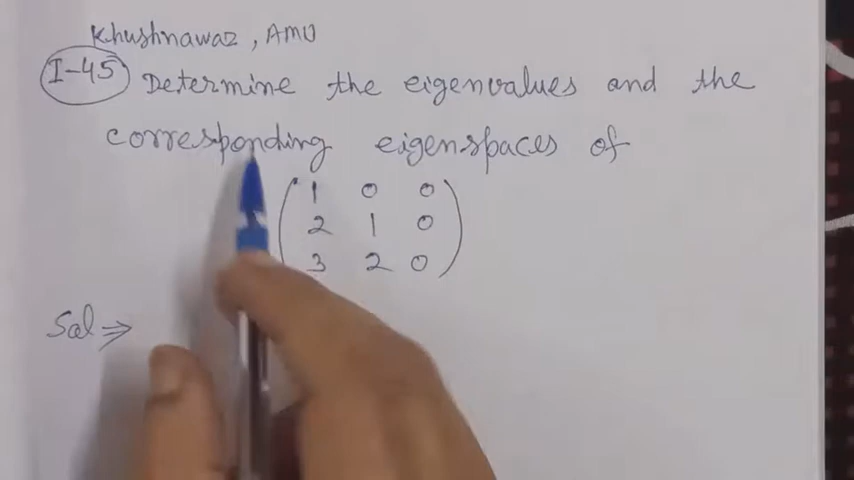 Khushnawaz, AMU
I-45 Determine the eigenvalues and the
corresponding eigenspaces of
1 0 0
2 1 0
3 2 0
Sol ⇒